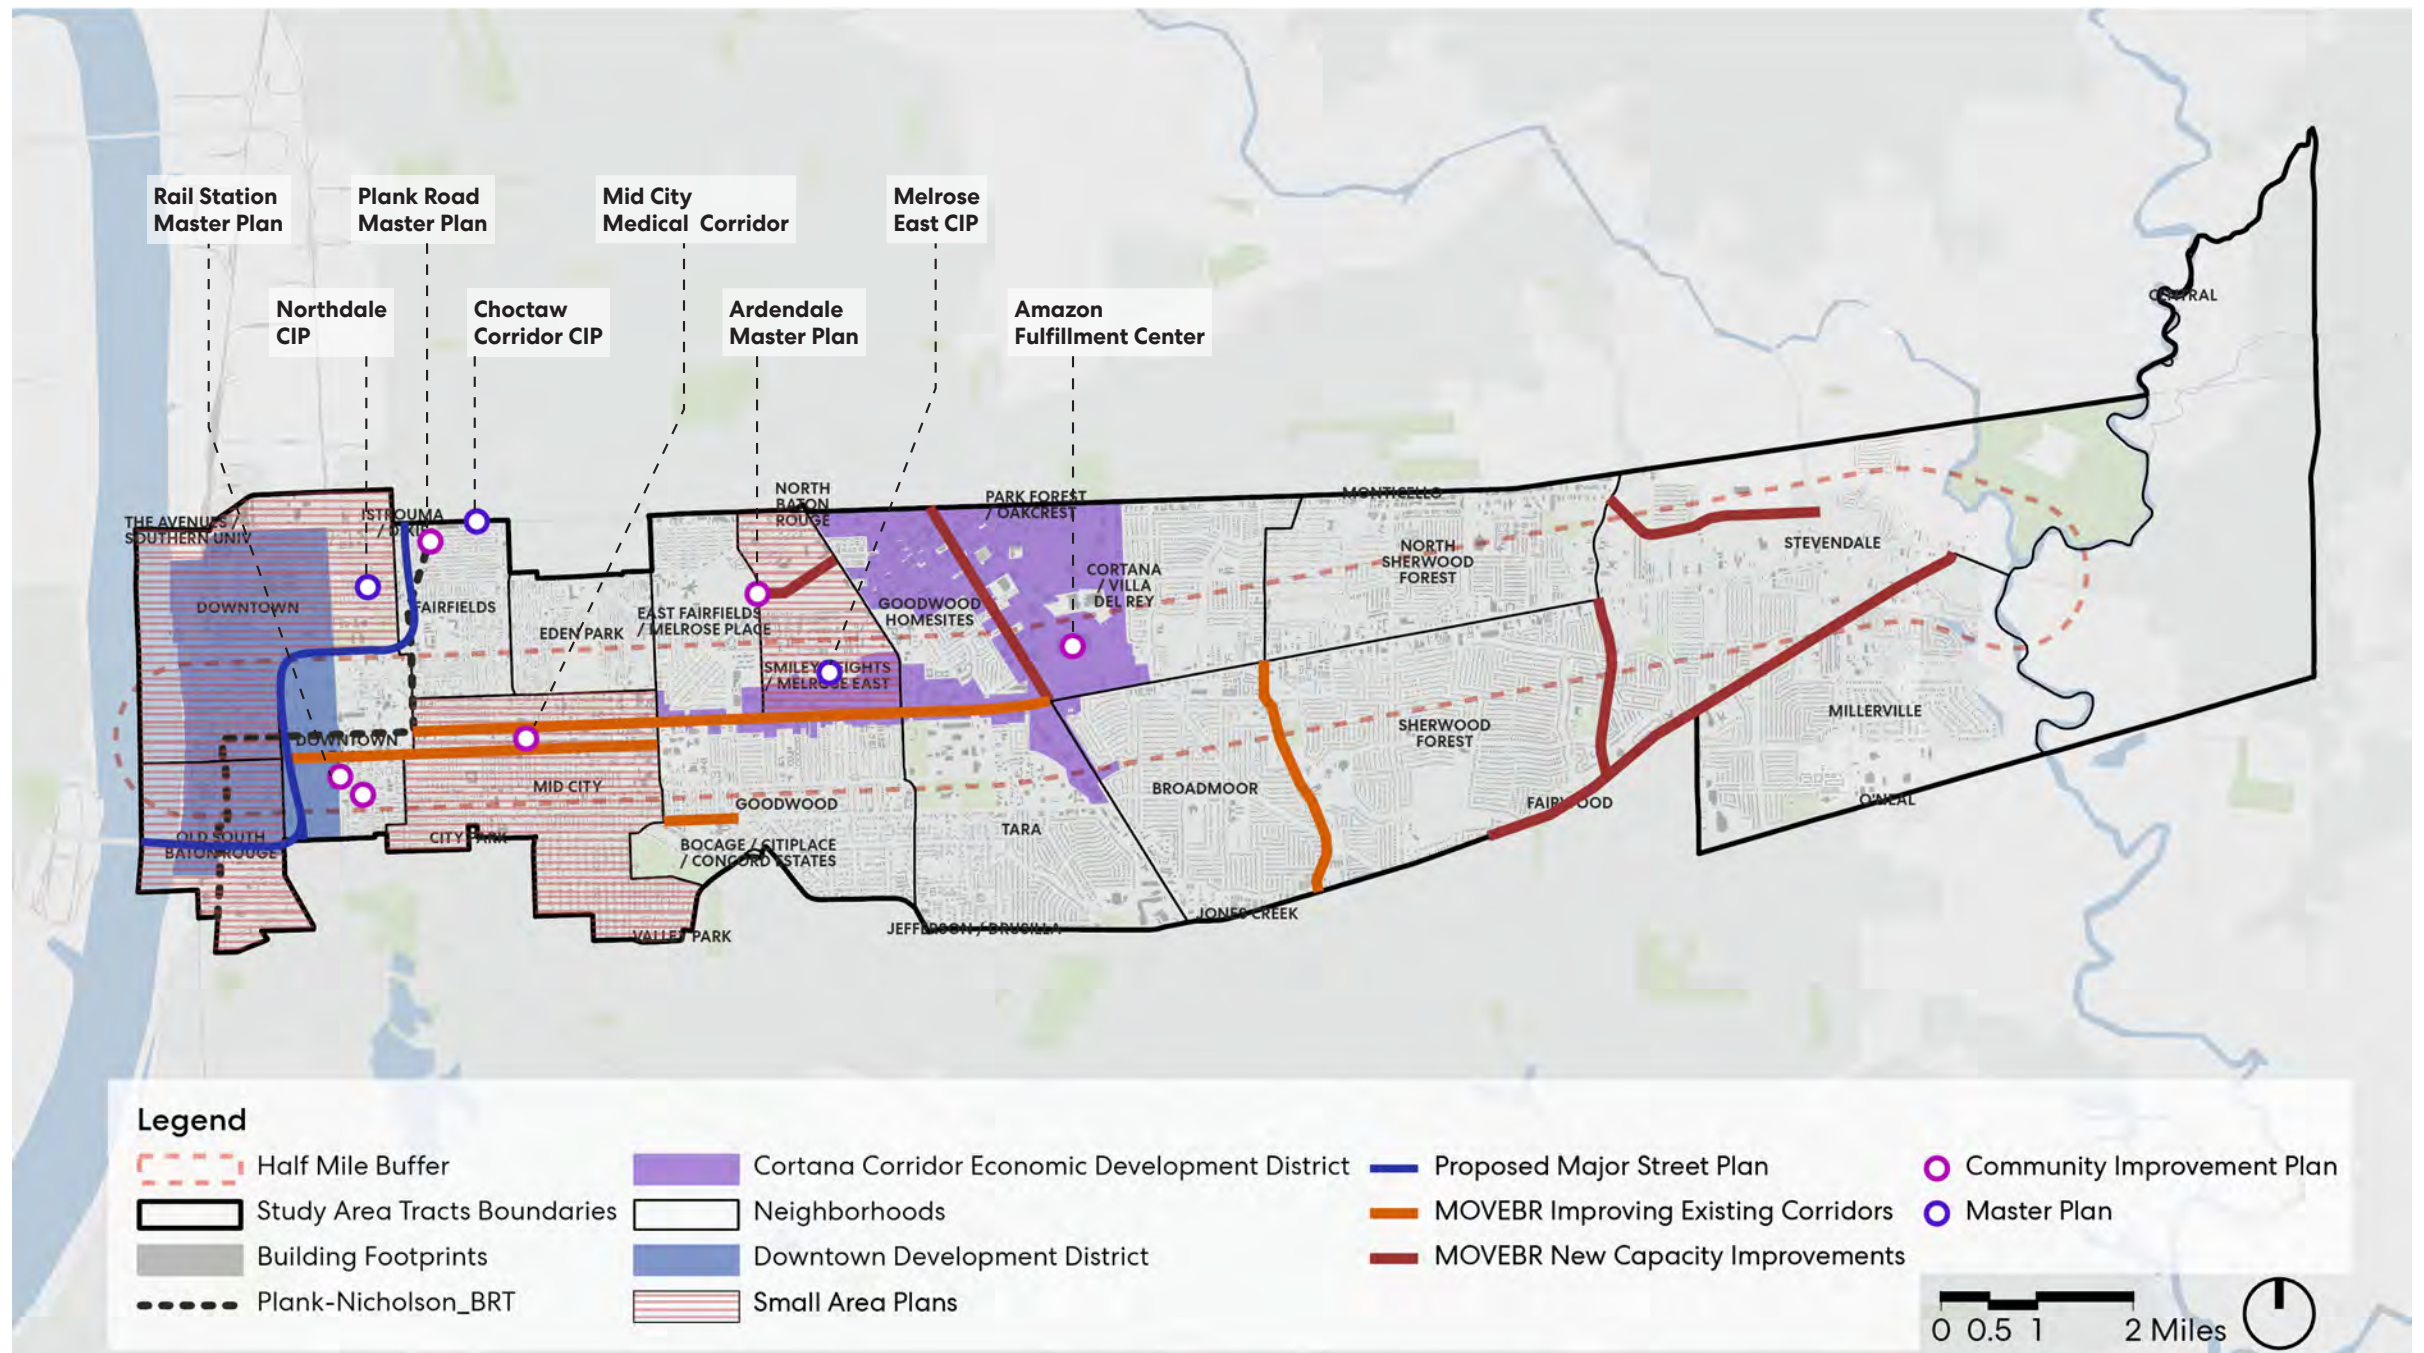 Rail Station
Master Plan
Plank Road
Master Plan
Mid City
Medical Corridor
Melrose
East CIP
Northdale
CIP
Choctaw
Corridor CIP
Ardendale
Master Plan
Amazon
Fulfillment Center
CENTRAL
THE AVENUES /
SOUTHERN UNIV
ISTROUMA
/ DIXIE
NORTH
BATON
ROUGE
PARK FOREST
/ OAKCREST
MONTICELLO
DOWNTOWN
FAIRFIELDS
EDEN PARK
EAST FAIRFIELDS
/ MELROSE PLACE
GOODWOOD
HOMESITES
CORTANA
/ VILLA
DEL REY
NORTH
SHERWOOD
FOREST
STEVENDALE
SMILEY HEIGHTS
/ MELROSE EAST
DOWNTOWN
MID CITY
GOODWOOD
BROADMOOR
SHERWOOD
FOREST
MILLERVILLE
FAIRWOOD
O'NEAL
OLD SOUTH
BATON ROUGE
CITY PARK
BOCAGE / CITIPLACE
/ CONCORD ESTATES
TARA
VALLEY PARK
JEFFERSON / DRUSILLA
JONES CREEK
Legend
Half Mile Buffer
Study Area Tracts Boundaries
Building Footprints
Plank-Nicholson_BRT
Cortana Corridor Economic Development District
Neighborhoods
Downtown Development District
Small Area Plans
Proposed Major Street Plan
MOVEBR Improving Existing Corridors
MOVEBR New Capacity Improvements
Community Improvement Plan
Master Plan
0 0.5 1 2 Miles